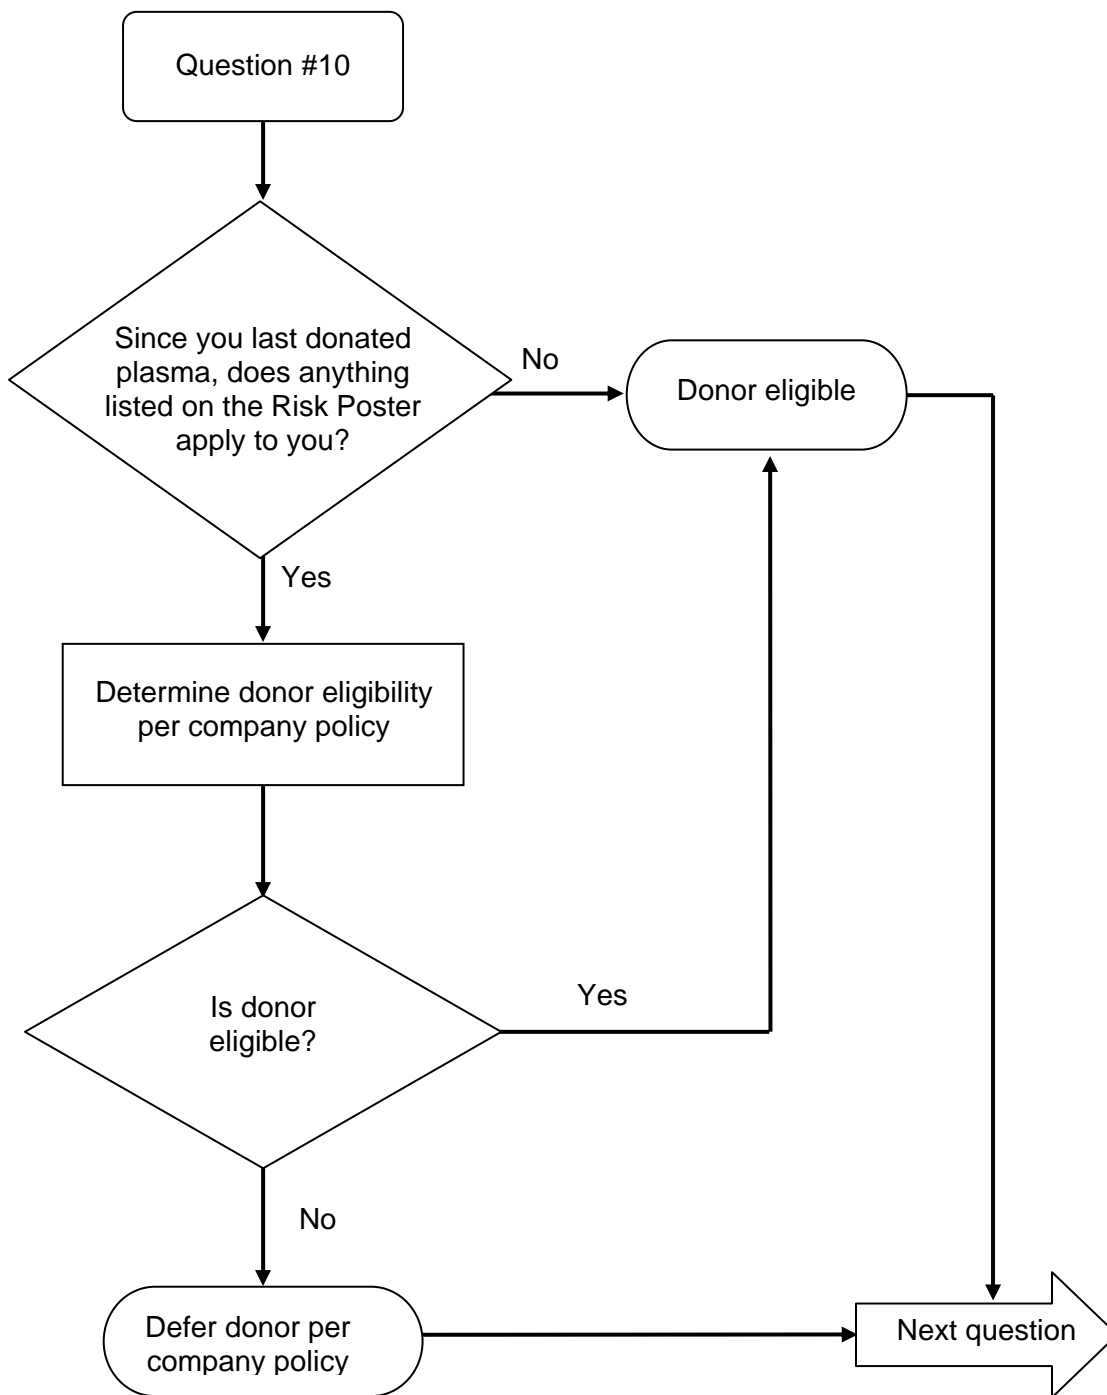 Question #10
Since you last donated
plasma, does anything
listed on the Risk Poster
apply to you?
No
Donor eligible
Yes
Determine donor eligibility
per company policy
Is donor
eligible?
Yes
No
Defer donor per
company policy
Next question